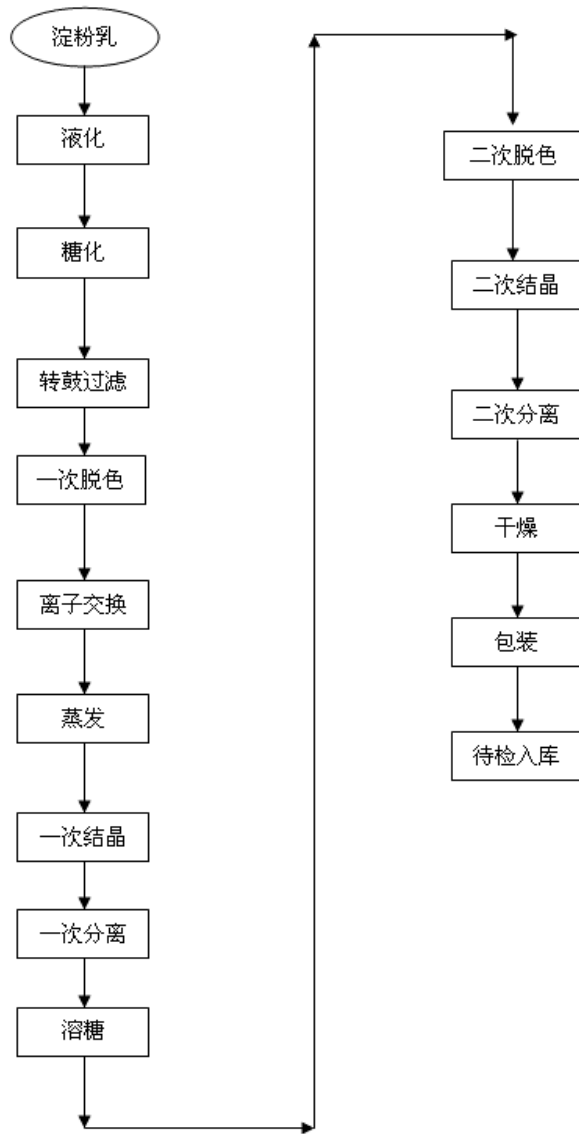 淀粉乳
液化
糖化
转鼓过滤
一次脱色
离子交换
蒸发
一次结晶
一次分离
溶糖
二次脱色
二次结晶
二次分离
干燥
包装
待检入库